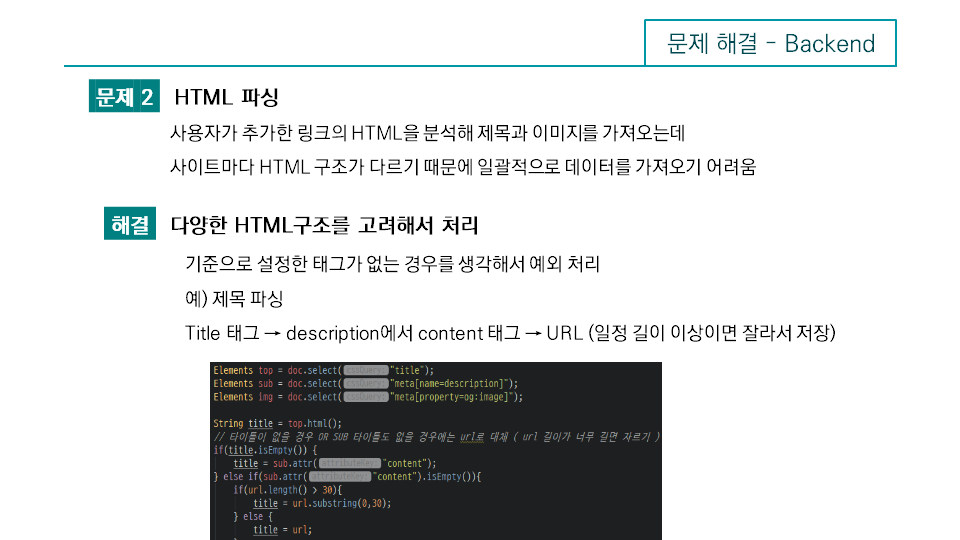 문제 해결 - Backend
문제 2 HTML 파싱
사용자가 추가한 링크의 HTML을 분석해 제목과 이미지를 가져오는데
사이트마다 HTML 구조가 다르기 때문에 일괄적으로 데이터를 가져오기 어려움
해결 다양한 HTML구조를 고려해서 처리
기준으로 설정한 태그가 없는 경우를 생각해서 예외 처리
예) 제목 파싱
Title 태그 → description에서 content 태그 → URL (일정 길이 이상이면 잘라서 저장)
Elements top = doc.select( cssQuery: "title");
Elements sub = doc.select( cssQuery: "meta[name=description]");
Elements img = doc.select( cssQuery: "meta[property=og:image]");
String title = top.html();
// 타이틀이 없을 경우 OR SUB 타이틀도 없을 경우에는 url로 대체 ( url 길이가 너무 길면 자르기 )
if(title.isEmpty()) {
title = sub.attr( attributeKey: "content");
} else if(sub.attr( attributeKey: "content").isEmpty()){
if(url.length() > 30){
title = url.substring(0,30);
} else {
title = url;